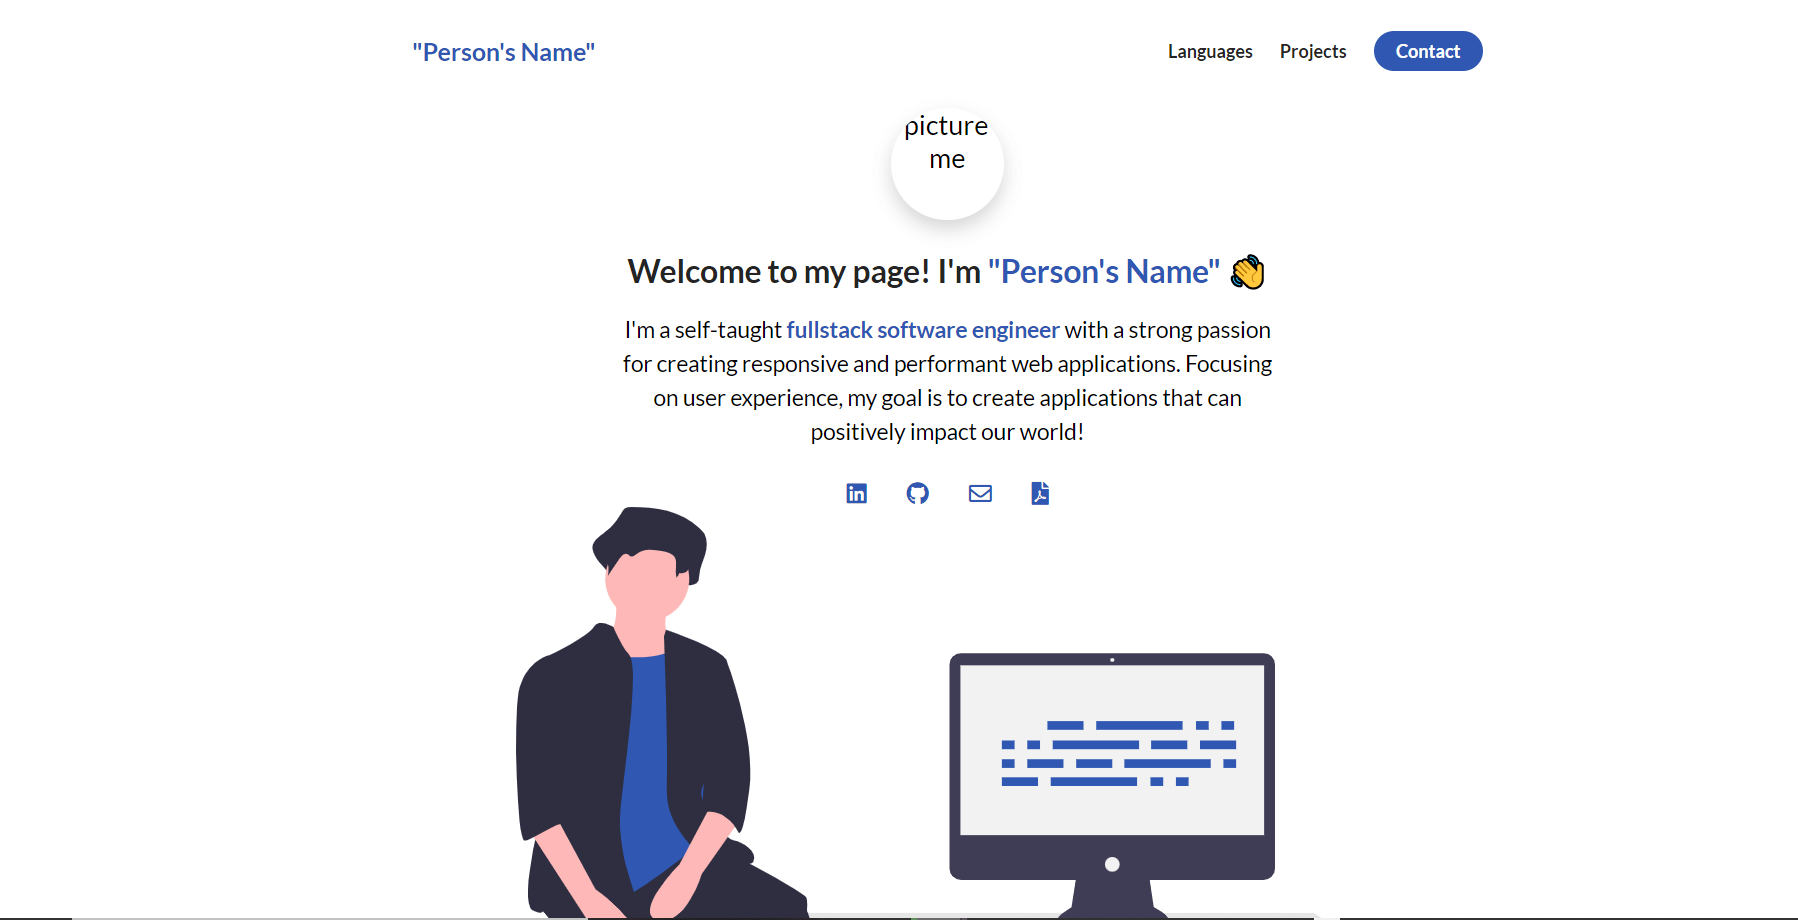 "Person's Name"
Languages
Projects
Contact
picture
me
Welcome to my page! I'm "Person's Name"
I'm a self-taught fullstack software engineer with a strong passion
for creating responsive and performant web applications. Focusing
on user experience, my goal is to create applications that can
positively impact our world!
in